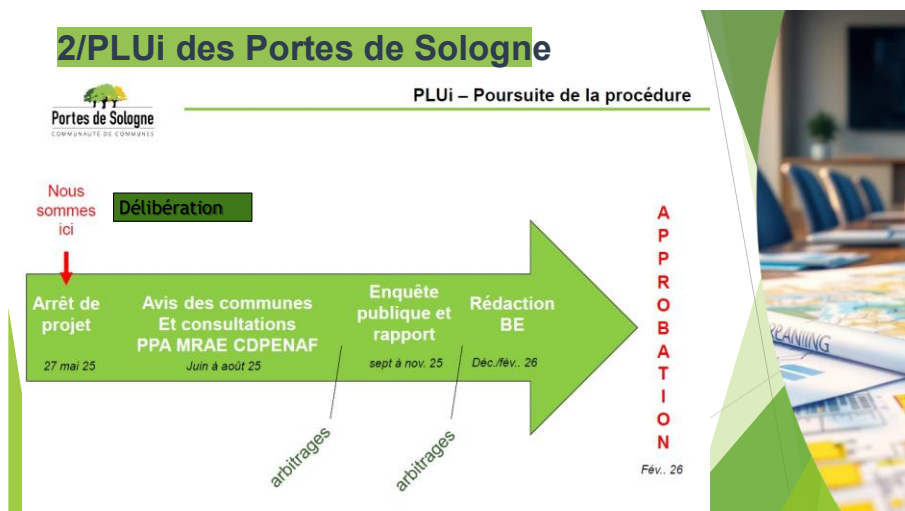 2/PLUi des Portes de Sologne
Portes de Sologne
COMMUNAUTÉ DE COMMUNES
PLUi – Poursuite de la procédure
Nous
sommes
ici
Délibération
Arrêt de
projet
27 mai 25
Avis des communes
Et consultations
PPA MRAE CDPENAF
Juin à août 25
Enquête
publique et
rapport
sept à nov. 25
Rédaction
BE
Déc./fév.. 26
arbitrages
arbitrages
A
P
P
R
O
B
A
T
I
O
N
Fév.. 26